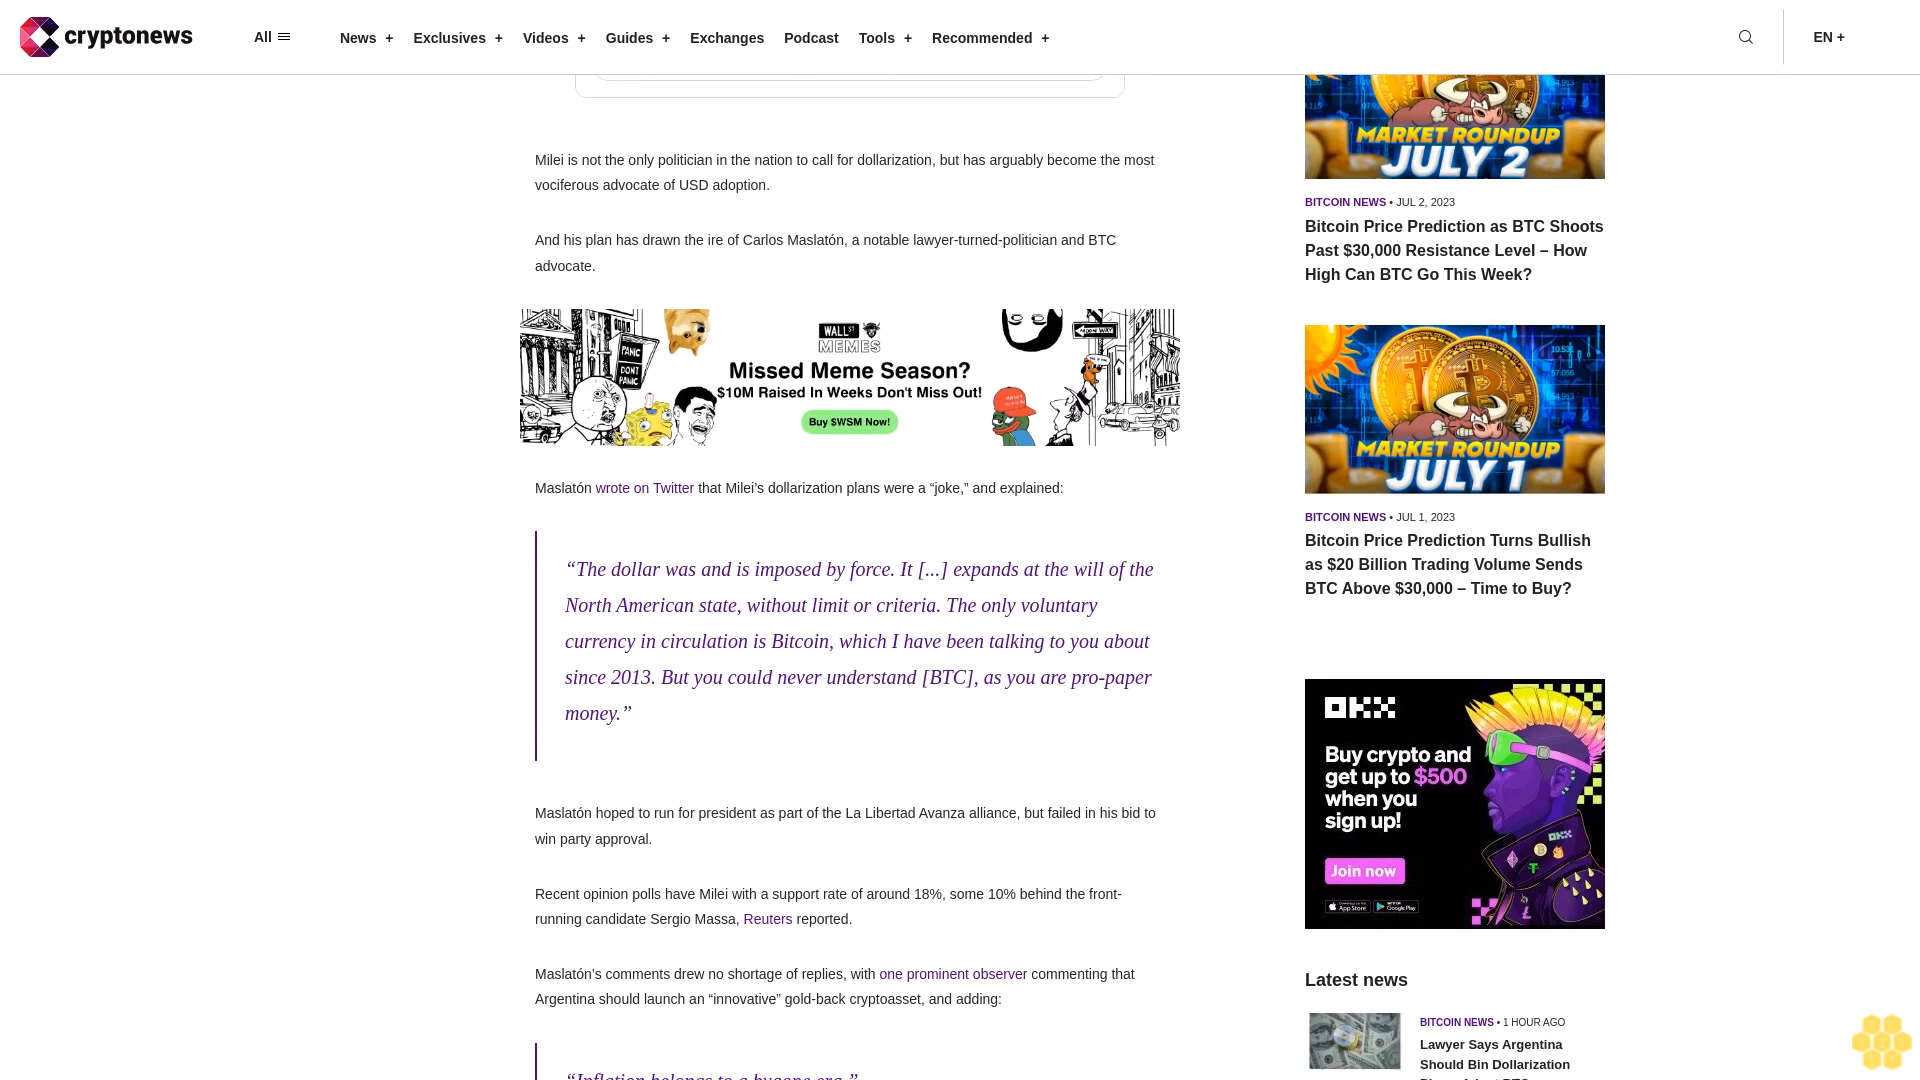 cryptonews
All
News +
Exclusives +
Videos +
Guides +
Exchanges
Podcast
Tools +
Recommended +
EN +
Milei is not the only politician in the nation to call for dollarization, but has arguably become the most
vociferous advocate of USD adoption.
And his plan has drawn the ire of Carlos Maslatón, a notable lawyer-turned-politician and BTC
advocate.
PANIC
DONT
PANIC
WALL ST
MEMES
Missed Meme Season?
$10M Raised In Weeks Don't Miss Out!
Buy $WSM Now!
Maslatón wrote on Twitter that Milei’s dollarization plans were a “joke,” and explained:
“The dollar was and is imposed by force. It [...] expands at the will of the
North American state, without limit or criteria. The only voluntary
currency in circulation is Bitcoin, which I have been talking to you about
since 2013. But you could never understand [BTC], as you are pro-paper
money.”
Maslatón hoped to run for president as part of the La Libertad Avanza alliance, but failed in his bid to
win party approval.
Recent opinion polls have Milei with a support rate of around 18%, some 10% behind the front-
running candidate Sergio Massa, Reuters reported.
Maslatón’s comments drew no shortage of replies, with one prominent observer commenting that
Argentina should launch an “innovative” gold-back cryptoasset, and adding:
“Inflation belongs to a bygone era.”
MARKET ROUNDUP
JULY 2
BITCOIN NEWS • JUL 2, 2023
Bitcoin Price Prediction as BTC Shoots
Past $30,000 Resistance Level – How
High Can BTC Go This Week?
MARKET ROUNDUP
JULY 1
BITCOIN NEWS • JUL 1, 2023
Bitcoin Price Prediction Turns Bullish
as $20 Billion Trading Volume Sends
BTC Above $30,000 – Time to Buy?
OKX
Buy crypto and
get up to $500
when you
sign up!
Join now
App Store
Google Play
Latest news
BITCOIN NEWS • 1 HOUR AGO
Lawyer Says Argentina
Should Bin Dollarization